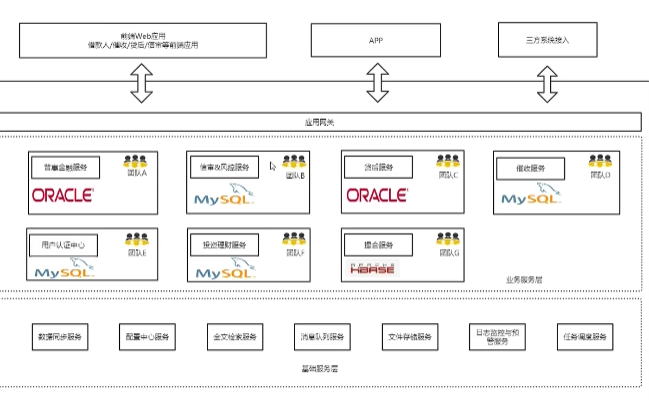 前端Web应用
借款人/催收/贷后/信审等前端应用
APP
三方系统接入
应用网关
普惠金融服务
团队A
ORACLE
信审收风控服务
团队B
MySQL
贷后服务
团队C
ORACLE
催收服务
团队D
MySQL
用户认证中心
团队E
MySQL
投资理财服务
团队F
MySQL
撮合服务
团队G
APACHE
HBASE
业务服务层
数据同步服务
配置中心服务
全文检索服务
消息队列服务
文件存储服务
日志监控与预
警服务
任务调度服务
基础服务层